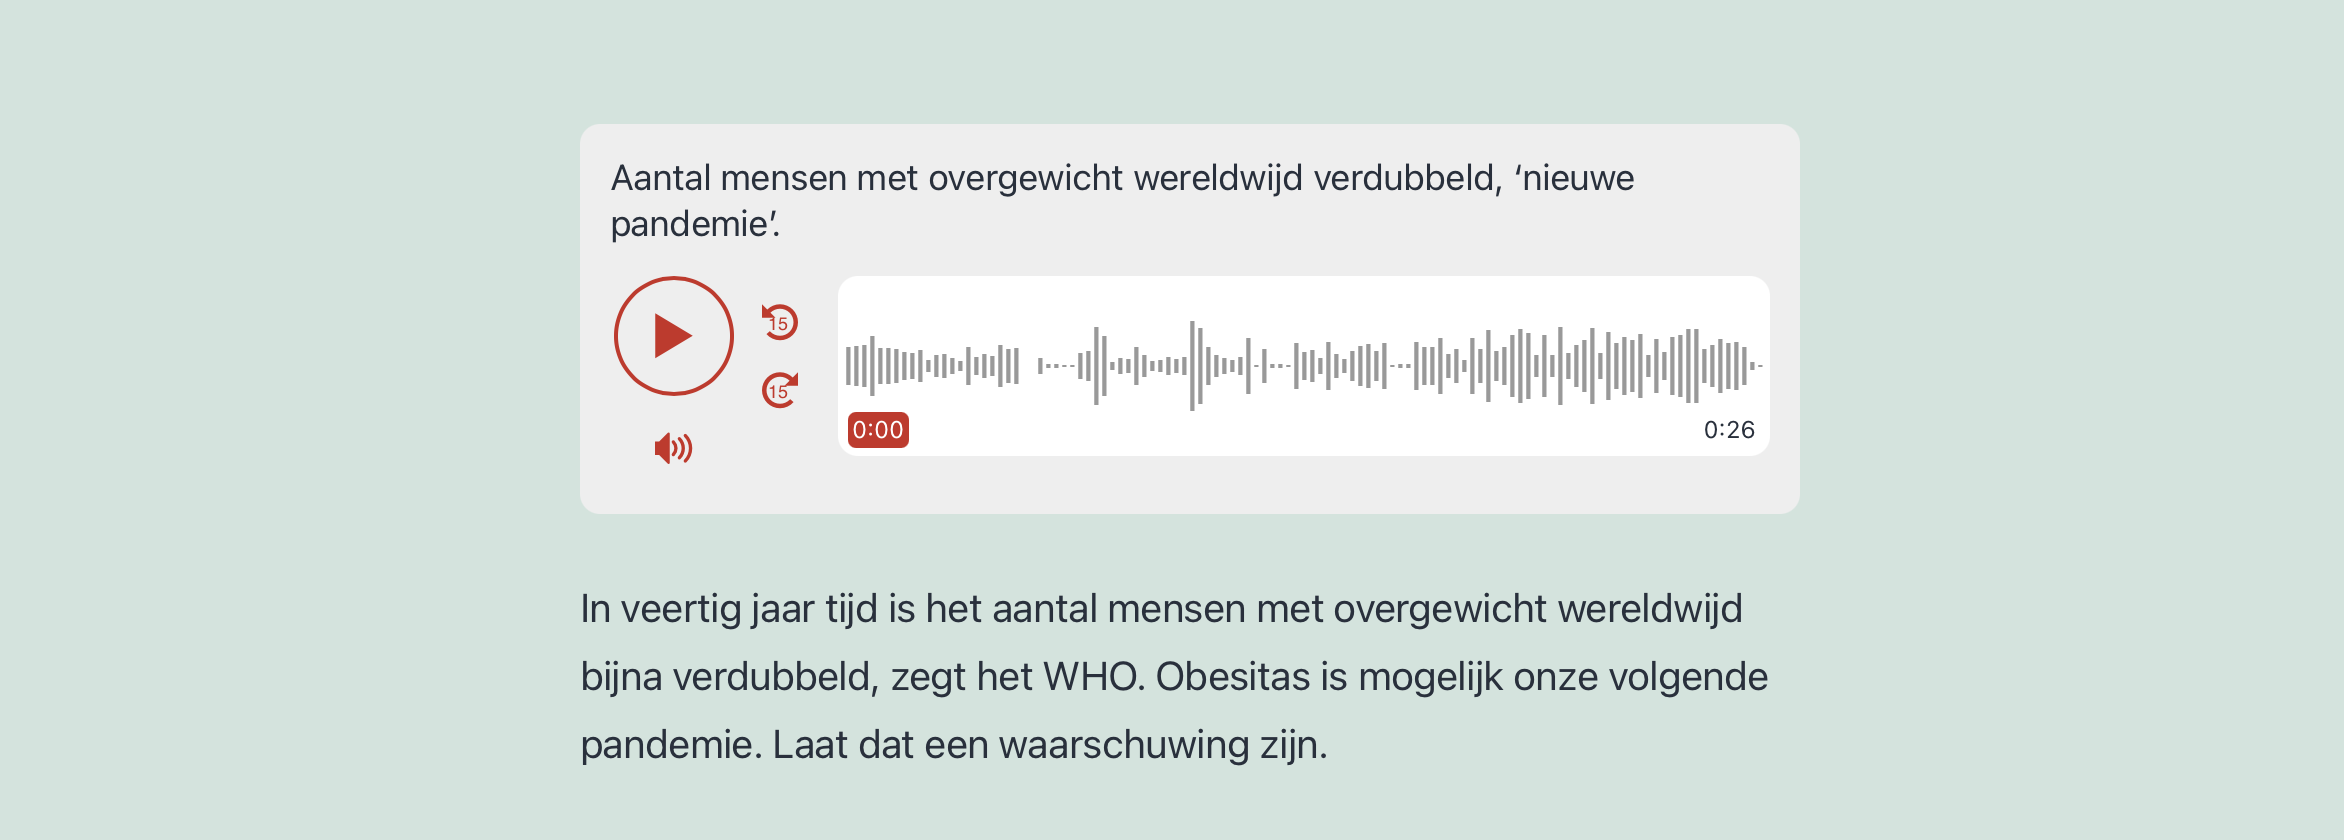 Aantal mensen met overgewicht wereldwijd verdubbeld, ‘nieuwe
pandemie’.
15
15
0:00
0:26
In veertig jaar tijd is het aantal mensen met overgewicht wereldwijd
bijna verdubbeld, zegt het WHO. Obesitas is mogelijk onze volgende
pandemie. Laat dat een waarschuwing zijn.